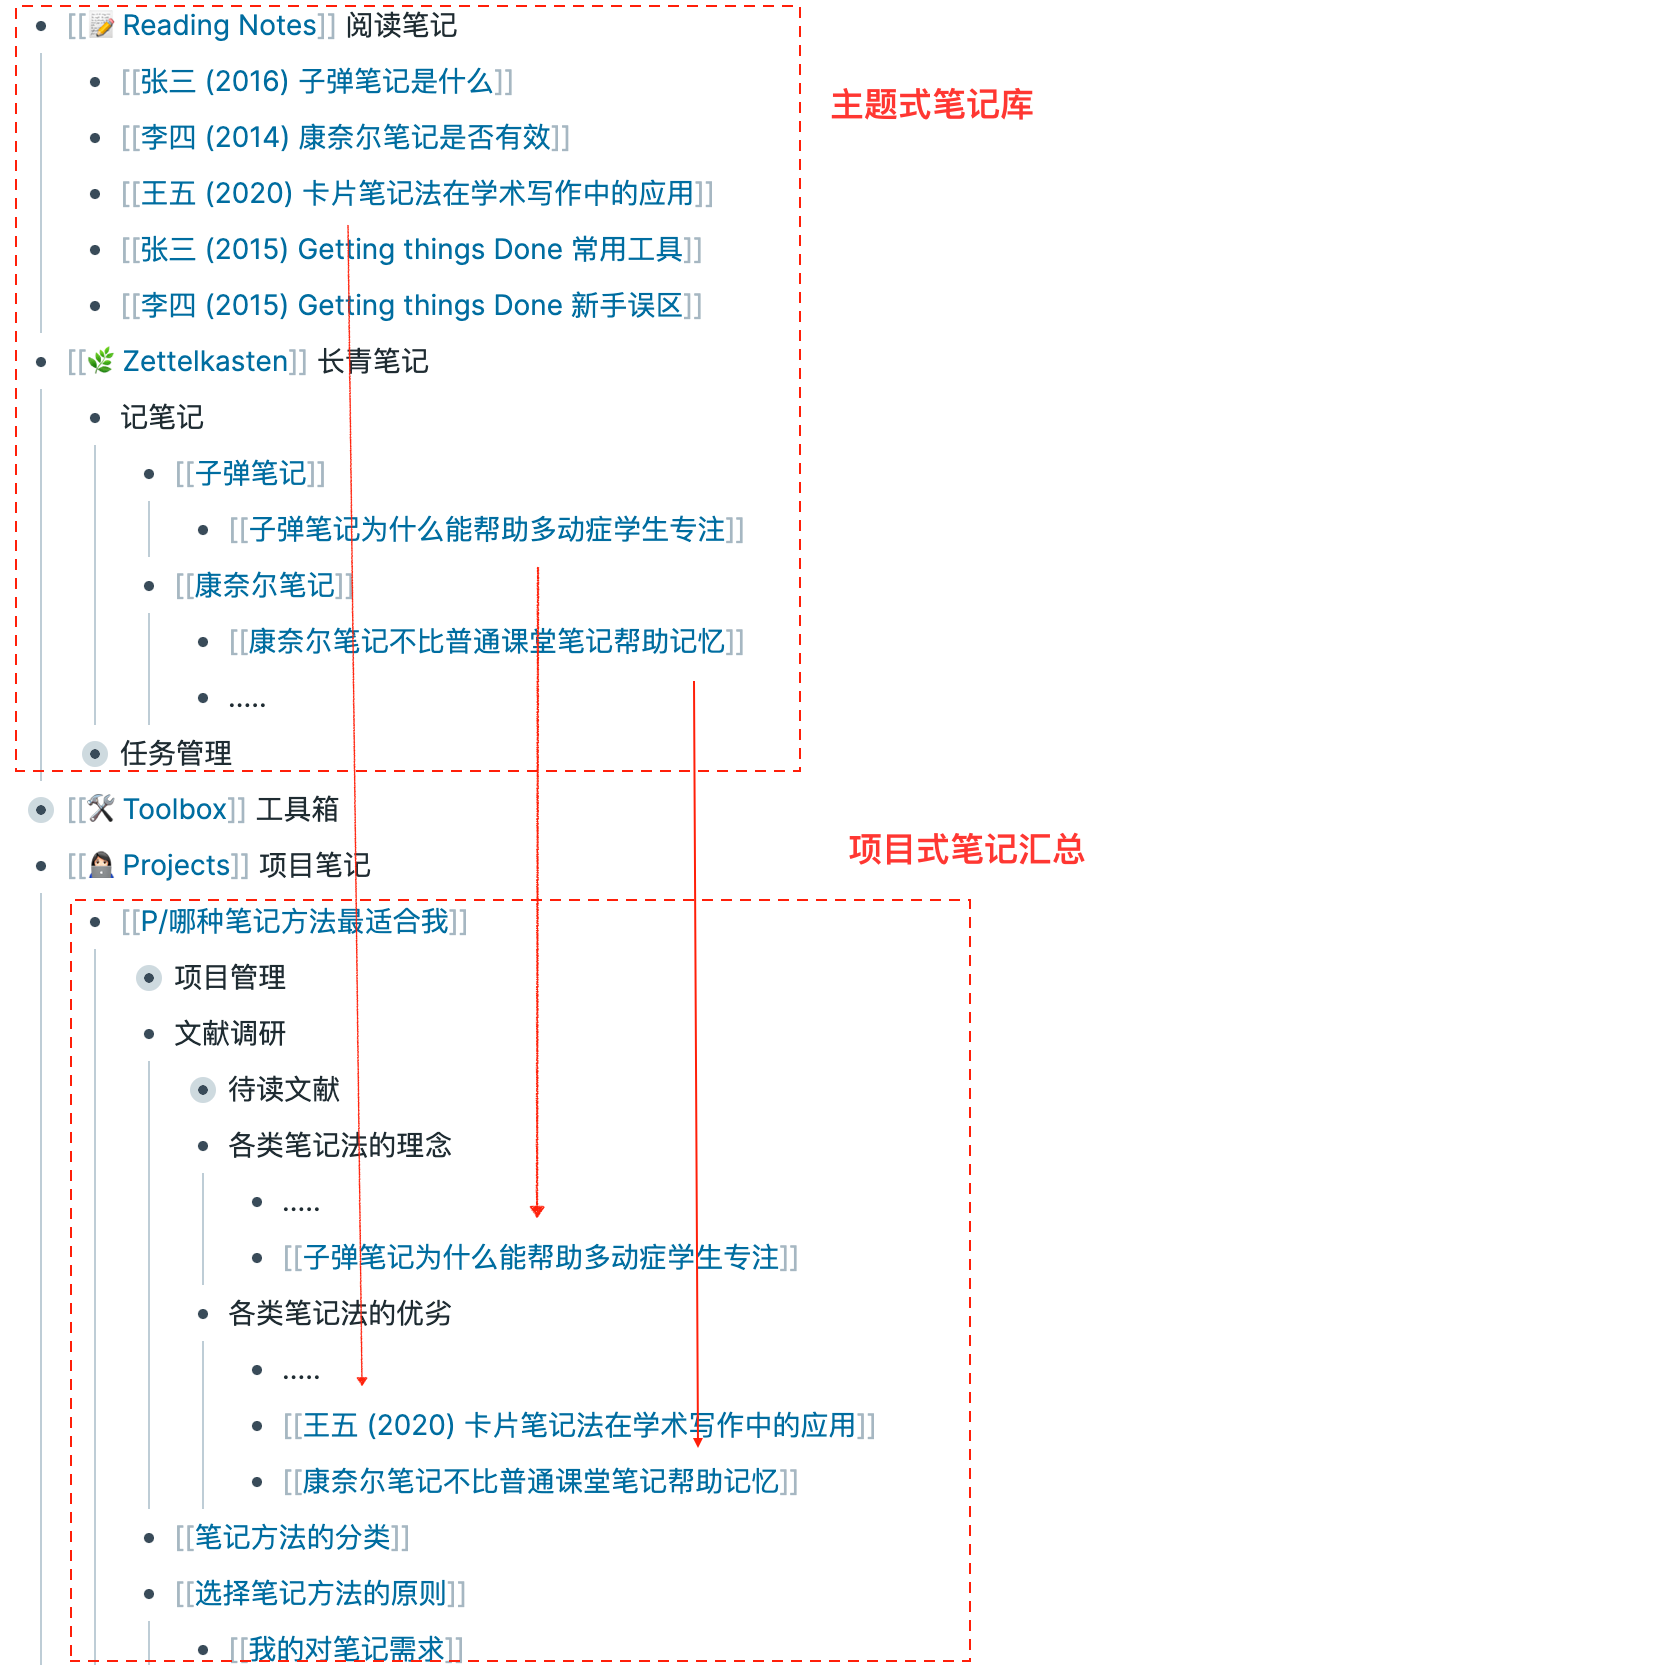 [[📝 Reading Notes]] 阅读笔记
[[张三 (2016) 子弹笔记是什么]]
主题式笔记库
[[李四 (2014) 康奈尔笔记是否有效]]
[[王五 (2020) 卡片笔记法在学术写作中的应用]]
[[张三 (2015) Getting things Done 常用工具]]
[[李四 (2015) Getting things Done 新手误区]]
[[🌿 Zettelkasten]] 长青笔记
记笔记
[[子弹笔记]]
[[子弹笔记为什么能帮助多动症学生专注]]
[[康奈尔笔记]]
[[康奈尔笔记不比普通课堂笔记帮助记忆]]
.....
任务管理
[[🛠 Toolbox]] 工具箱
项目式笔记汇总
[[👩🏻‍💻 Projects]] 项目笔记
[[P/哪种笔记方法最适合我]]
项目管理
文献调研
待读文献
各类笔记法的理念
.....
[[子弹笔记为什么能帮助多动症学生专注]]
各类笔记法的优劣
.....
[[王五 (2020) 卡片笔记法在学术写作中的应用]]
[[康奈尔笔记不比普通课堂笔记帮助记忆]]
[[笔记方法的分类]]
[[选择笔记方法的原则]]
[[我的对笔记需求]]